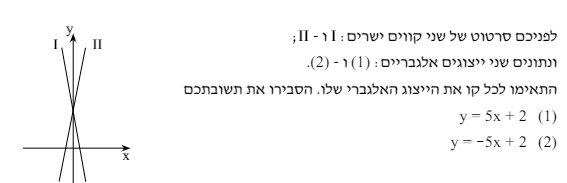 לפניכם סרטוט של שני קווים ישרים: I ו - II;
ונתונים שני ייצוגים אלגבריים: (1) ו - (2).
התאימו לכל קו את הייצוג האלגברי שלו. הסבירו את תשובתכם
(1) y = 5x + 2
(2) y = −5x + 2
y
I
II
x